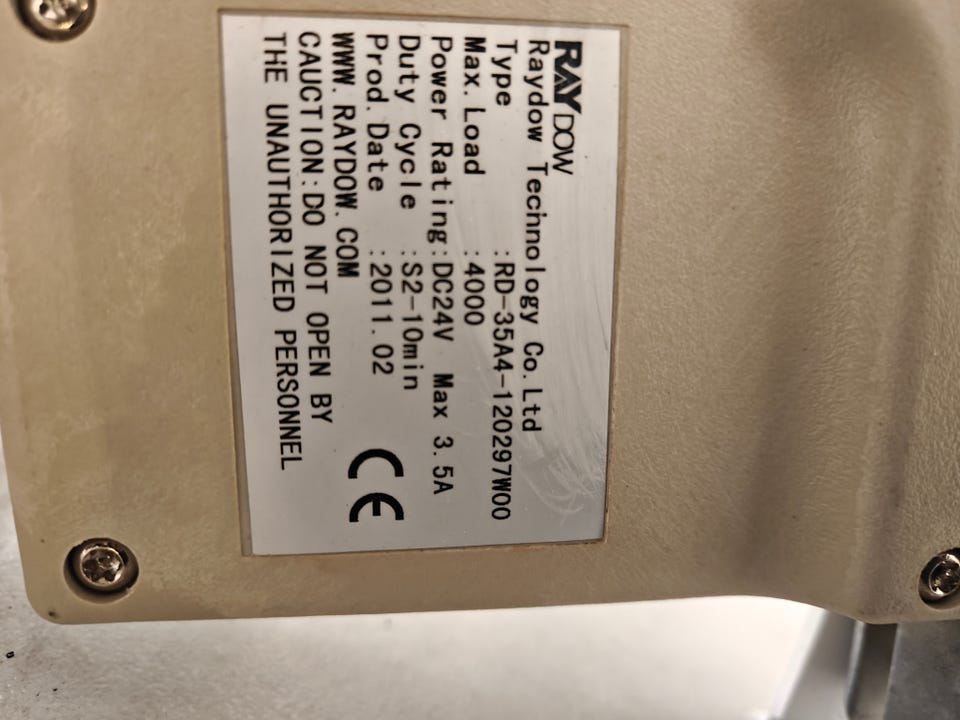 RAYDOW
Raydow Technology Co.Ltd
Type :RD-35A4-120297W00
Max.Load :4000
Power Rating:DC24V Max 3.5A
Duty Cycle :S2-10min
Prod.Date :2011.02
WWW.RAYDOW.COM
CAUCTION:DO NOT OPEN BY
THE UNAUTHORIZED PERSONNEL
CE